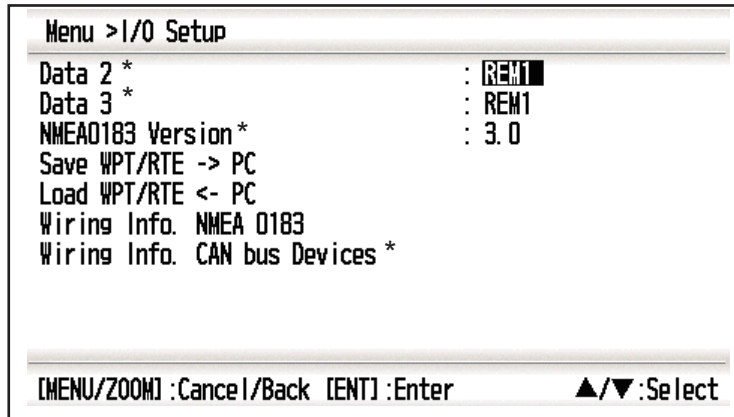 Menu >I/O Setup
Data 2 * : REM1
Data 3 * : REM1
NMEA0183 Version* : 3.0
Save WPT/RTE -> PC
Load WPT/RTE <- PC
Wiring Info. NMEA 0183
Wiring Info. CAN bus Devices *
[MENU/ZOOM]:Cancel/Back [ENT]:Enter ▲/▼:Select